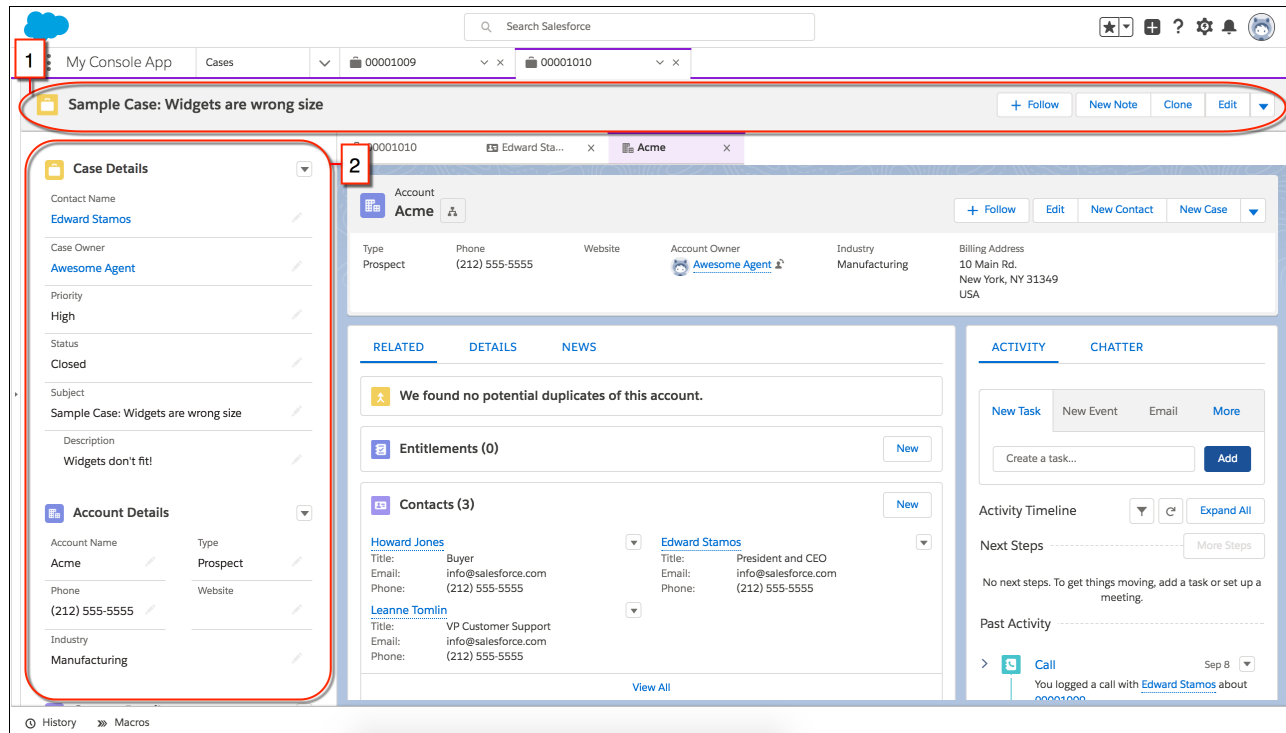 Search Salesforce
1
My Console App
Cases
00001009
00001010
Sample Case: Widgets are wrong size
+ Follow
New Note
Clone
Edit
2
Case Details
Contact Name
Edward Stamos
Case Owner
Awesome Agent
Priority
High
Status
Closed
Subject
Sample Case: Widgets are wrong size
Description
Widgets don't fit!
Account Details
Account Name
Type
Acme
Prospect
Phone
Website
(212) 555-5555
Industry
Manufacturing
00001010
Edward Sta...
Acme
Account
Acme
+ Follow
Edit
New Contact
New Case
Type
Phone
Website
Account Owner
Industry
Billing Address
Prospect
(212) 555-5555
Awesome Agent
Manufacturing
10 Main Rd.
New York, NY 31349
USA
RELATED
DETAILS
NEWS
We found no potential duplicates of this account.
Entitlements (0)
New
Contacts (3)
New
Howard Jones
Title: Buyer
Email: info@salesforce.com
Phone: (212) 555-5555
Edward Stamos
Title: President and CEO
Email: info@salesforce.com
Phone: (212) 555-5555
Leanne Tomlin
Title: VP Customer Support
Email: info@salesforce.com
Phone: (212) 555-5555
View All
ACTIVITY
CHATTER
New Task
New Event
Email
More
Create a task...
Add
Activity Timeline
Expand All
Next Steps
More Steps
No next steps. To get things moving, add a task or set up a
meeting.
Past Activity
Call
Sep 8
You logged a call with Edward Stamos about
00001009
History
Macros